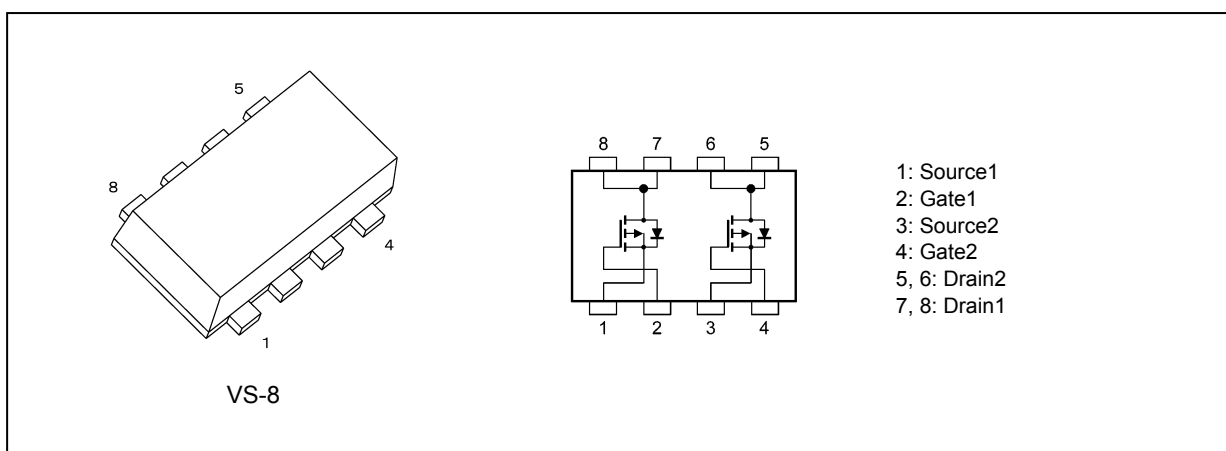 5
8
4
1
VS-8
8 7 6 5
1 2 3 4
1: Source1
2: Gate1
3: Source2
4: Gate2
5, 6: Drain2
7, 8: Drain1